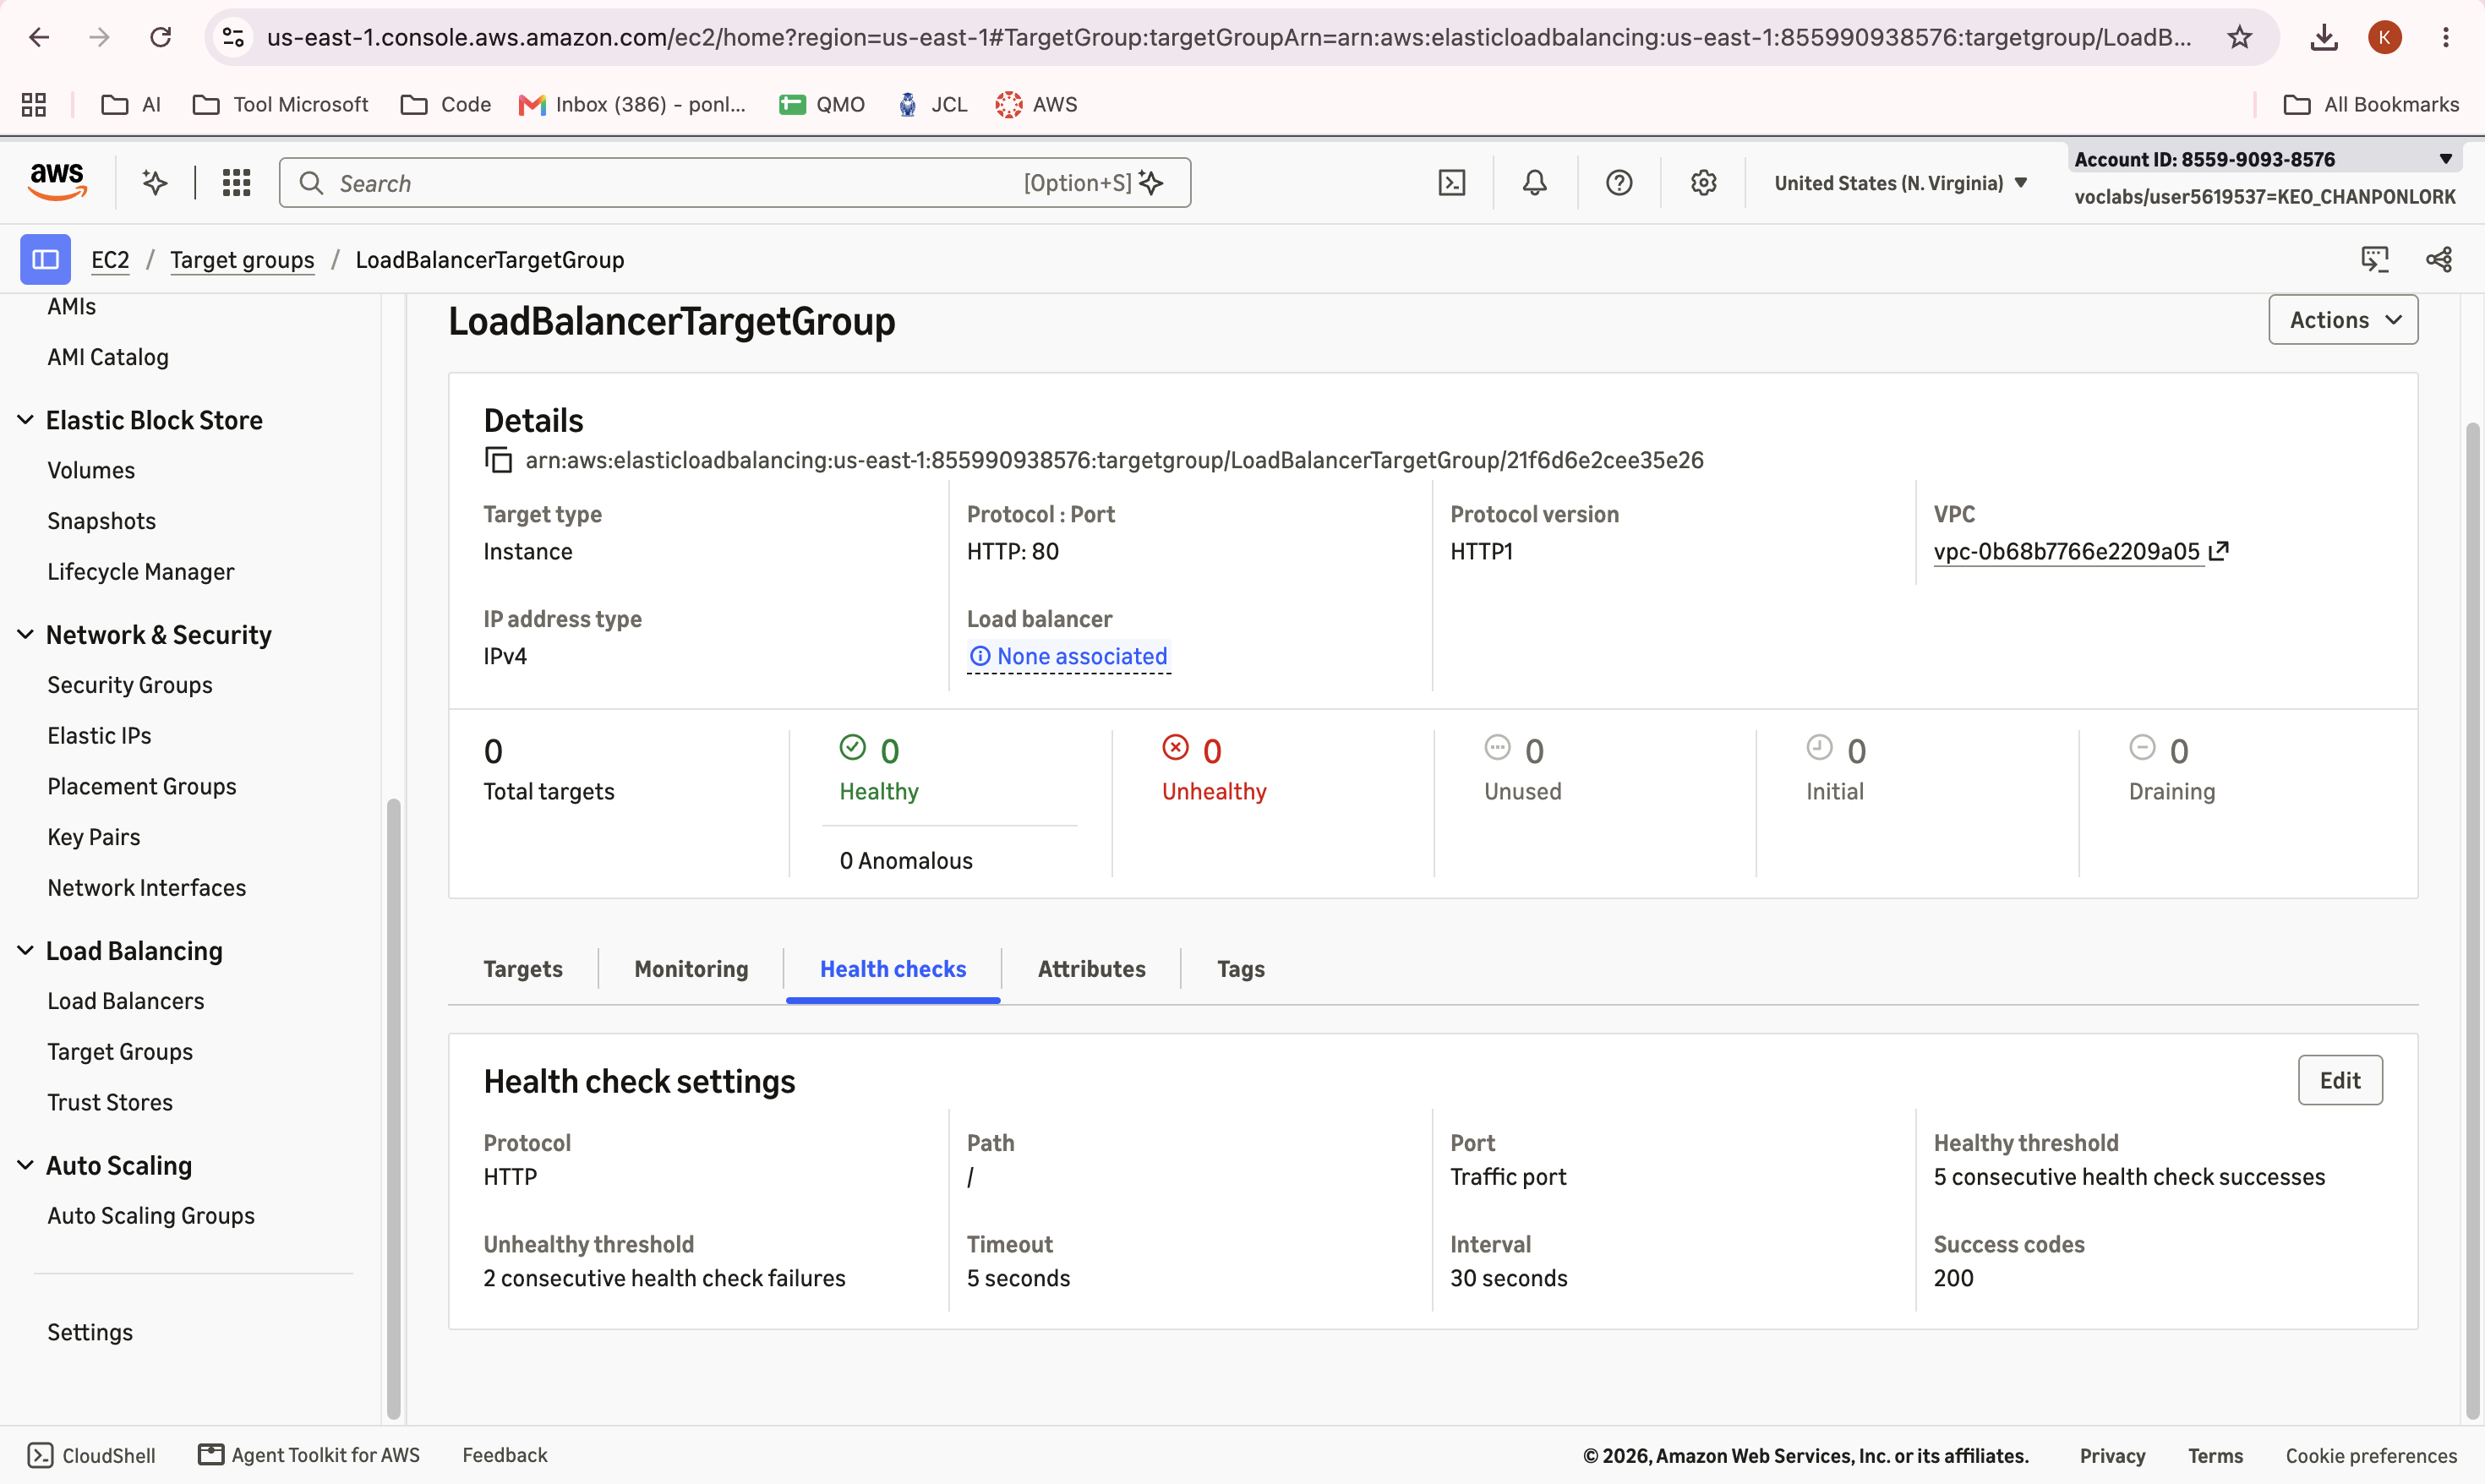 us-east-1.console.aws.amazon.com/ec2/home?region=us-east-1#TargetGroup:targetGroupArn=arn:aws:elasticloadbalancing:us-east-1:855990938576:targetgroup/LoadB...
K
AI
Tool Microsoft
Code
Inbox (386) - ponl...
QMO
JCL
AWS
All Bookmarks
aws
Search
[Option+S]
United States (N. Virginia)
Account ID: 8559-9093-8576
voclabs/user5619537=KEO_CHANPONLORK
EC2 / Target groups / LoadBalancerTargetGroup
AMIs
AMI Catalog
Elastic Block Store
Volumes
Snapshots
Lifecycle Manager
Network & Security
Security Groups
Elastic IPs
Placement Groups
Key Pairs
Network Interfaces
Load Balancing
Load Balancers
Target Groups
Trust Stores
Auto Scaling
Auto Scaling Groups
Settings
LoadBalancerTargetGroup
Actions
Details
arn:aws:elasticloadbalancing:us-east-1:855990938576:targetgroup/LoadBalancerTargetGroup/21f6d6e2cee35e26
Target type
Instance
Protocol : Port
HTTP: 80
Protocol version
HTTP1
VPC
vpc-0b68b7766e2209a05
IP address type
IPv4
Load balancer
None associated
0
Total targets
0
Healthy
0 Anomalous
0
Unhealthy
0
Unused
0
Initial
0
Draining
Targets
Monitoring
Health checks
Attributes
Tags
Health check settings
Edit
Protocol
HTTP
Path
/
Port
Traffic port
Healthy threshold
5 consecutive health check successes
Unhealthy threshold
2 consecutive health check failures
Timeout
5 seconds
Interval
30 seconds
Success codes
200
CloudShell
Agent Toolkit for AWS
Feedback
© 2026, Amazon Web Services, Inc. or its affiliates.
Privacy
Terms
Cookie preferences